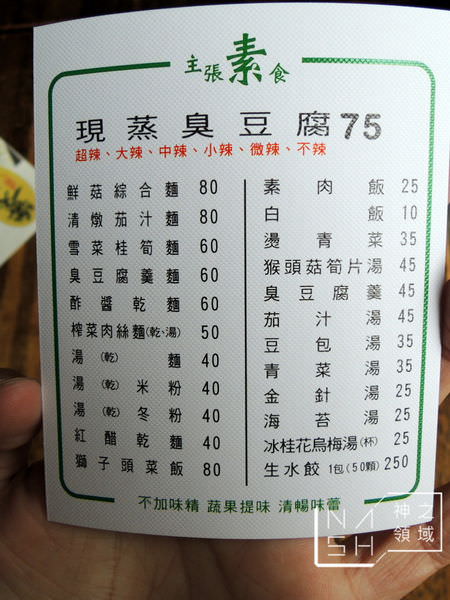 主張素食
現蒸臭豆腐75
超辣、大辣、中辣、小辣、微辣、不辣
鮮菇綜合麵 80
清燉茄汁麵 80
雪菜桂筍麵 60
臭豆腐羹麵 60
酢醬乾麵 60
榨菜肉絲麵(乾、湯) 50
湯(乾)麵 40
湯(乾)米粉 40
湯(乾)冬粉 40
紅醋乾麵 40
獅子頭菜飯 80
素肉飯 25
白飯 10
燙青菜 35
猴頭菇筍片湯 45
臭豆腐羹 45
茄汁湯 45
豆包湯 35
青菜湯 35
金針湯 25
海苔湯 25
冰桂花烏梅湯(杯) 25
生水餃 1包(50顆) 250
不加味精 蔬果提味 清暢味蕾
NASH 神之領域